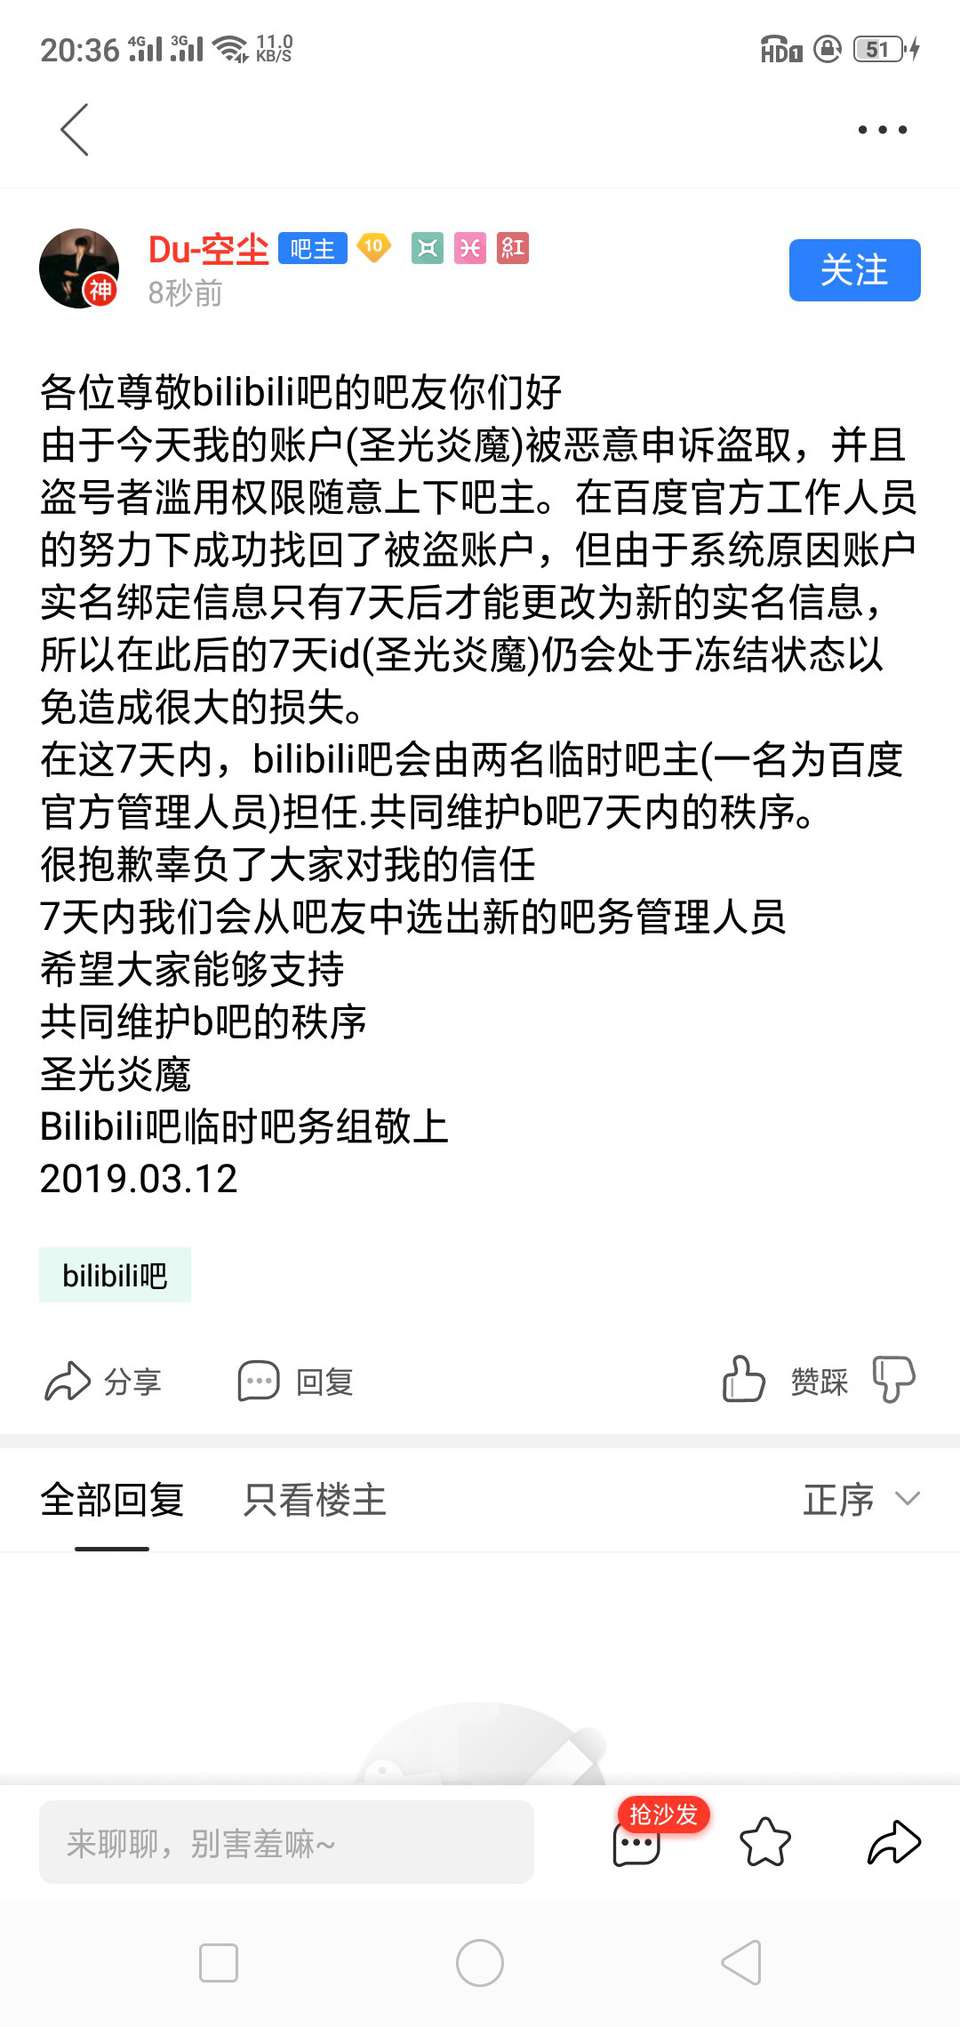 20:36 4G 3G 11.0 KB/S HD1 51
Du-空尘 吧主 10 紅
神
8秒前
关注
各位尊敬bilibili吧的吧友你们好
由于今天我的账户(圣光炎魔)被恶意申诉盗取，并且
盗号者滥用权限随意上下吧主。在百度官方工作人员
的努力下成功找回了被盗账户，但由于系统原因账户
实名绑定信息只有7天后才能更改为新的实名信息，
所以在此后的7天id(圣光炎魔)仍会处于冻结状态以
免造成很大的损失。
在这7天内，bilibili吧会由两名临时吧主(一名为百度
官方管理人员)担任.共同维护b吧7天内的秩序。
很抱歉辜负了大家对我的信任
7天内我们会从吧友中选出新的吧务管理人员
希望大家能够支持
共同维护b吧的秩序
圣光炎魔
Bilibili吧临时吧务组敬上
2019.03.12
bilibili吧
分享 回复 赞踩
全部回复 只看楼主 正序
抢沙发
来聊聊，别害羞嘛~